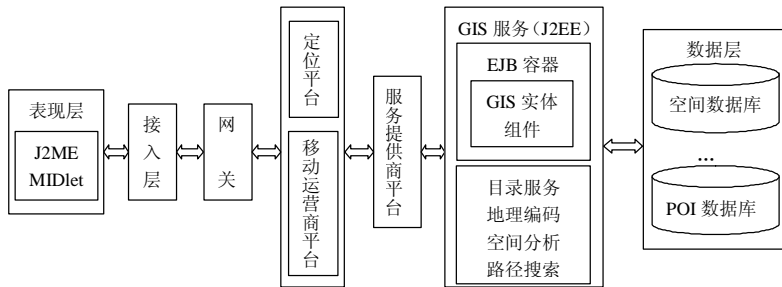 表现层
J2ME
MIDlet
接入层
网关
定位平台
移动运营商平台
服务提供商平台
GIS 服务（J2EE）
EJB 容器
GIS 实体
组件
目录服务
地理编码
空间分析
路径搜索
数据层
空间数据库
...
POI 数据库